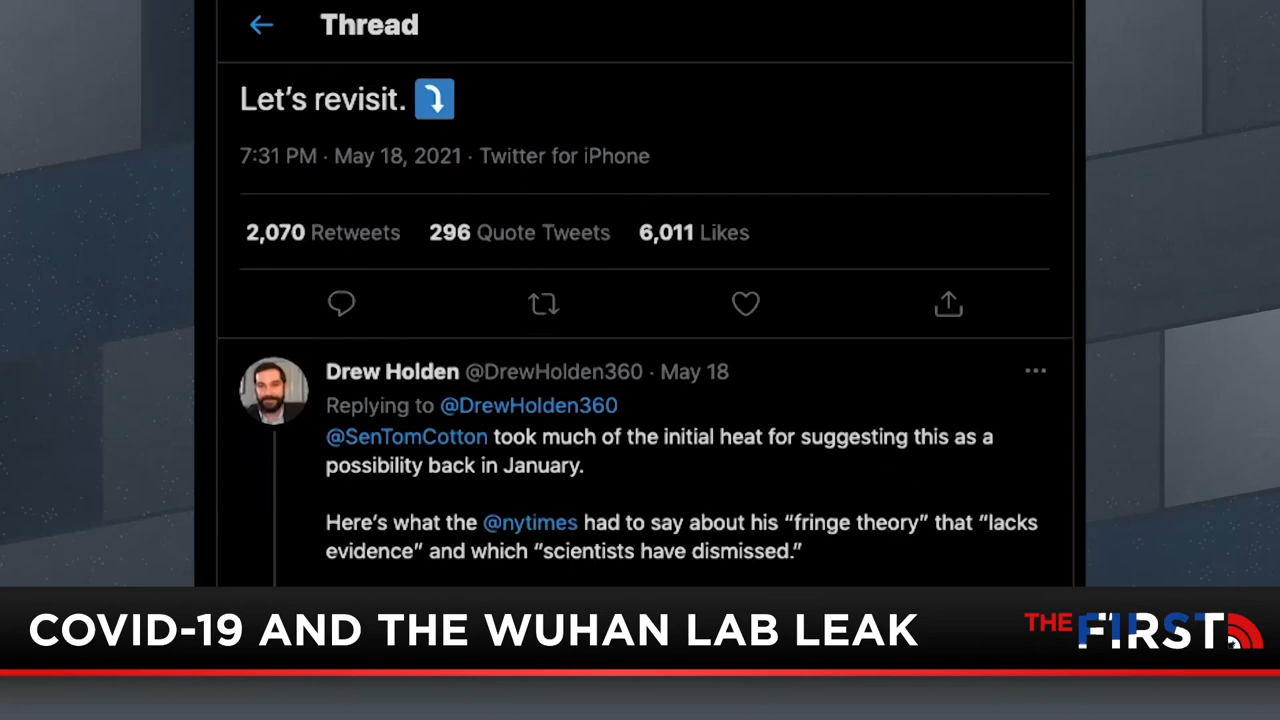 Thread
Let's revisit. ⤵️
7:31 PM · May 18, 2021 · Twitter for iPhone
2,070 Retweets 296 Quote Tweets 6,011 Likes
Drew Holden @DrewHolden360 · May 18
Replying to @DrewHolden360
@SenTomCotton took much of the initial heat for suggesting this as a
possibility back in January.
Here's what the @nytimes had to say about his “fringe theory” that “lacks
evidence” and which “scientists have dismissed.”
COVID-19 AND THE WUHAN LAB LEAK
THE FIRST